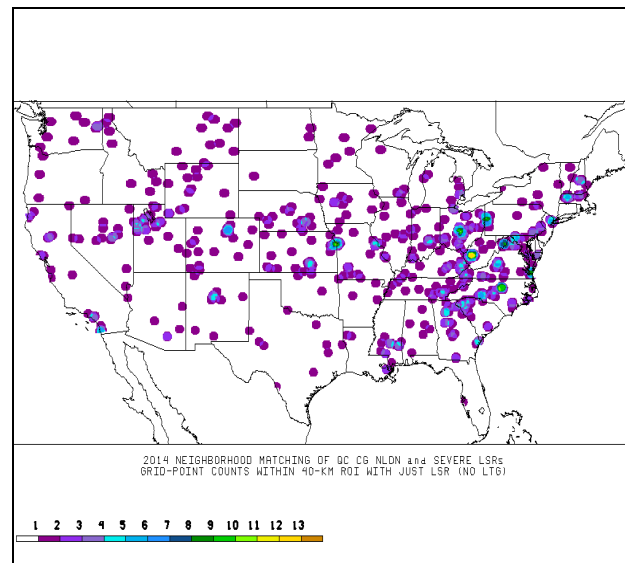 2014 NEIGHBORHOOD MATCHING OF QC CG NLDN and SEVERE LSRs
GRID-POINT COUNTS WITHIN 40-KM ROI WITH JUST LSR (NO LTG)
1 2 3 4 5 6 7 8 9 10 11 12 13